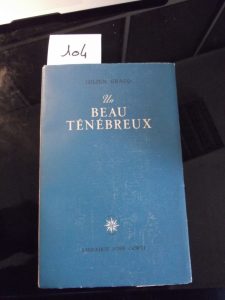 104
JULIEN GRACQ
Un
BEAU
TÉNÉBREUX
LIBRAIRIE JOSÉ CORTI